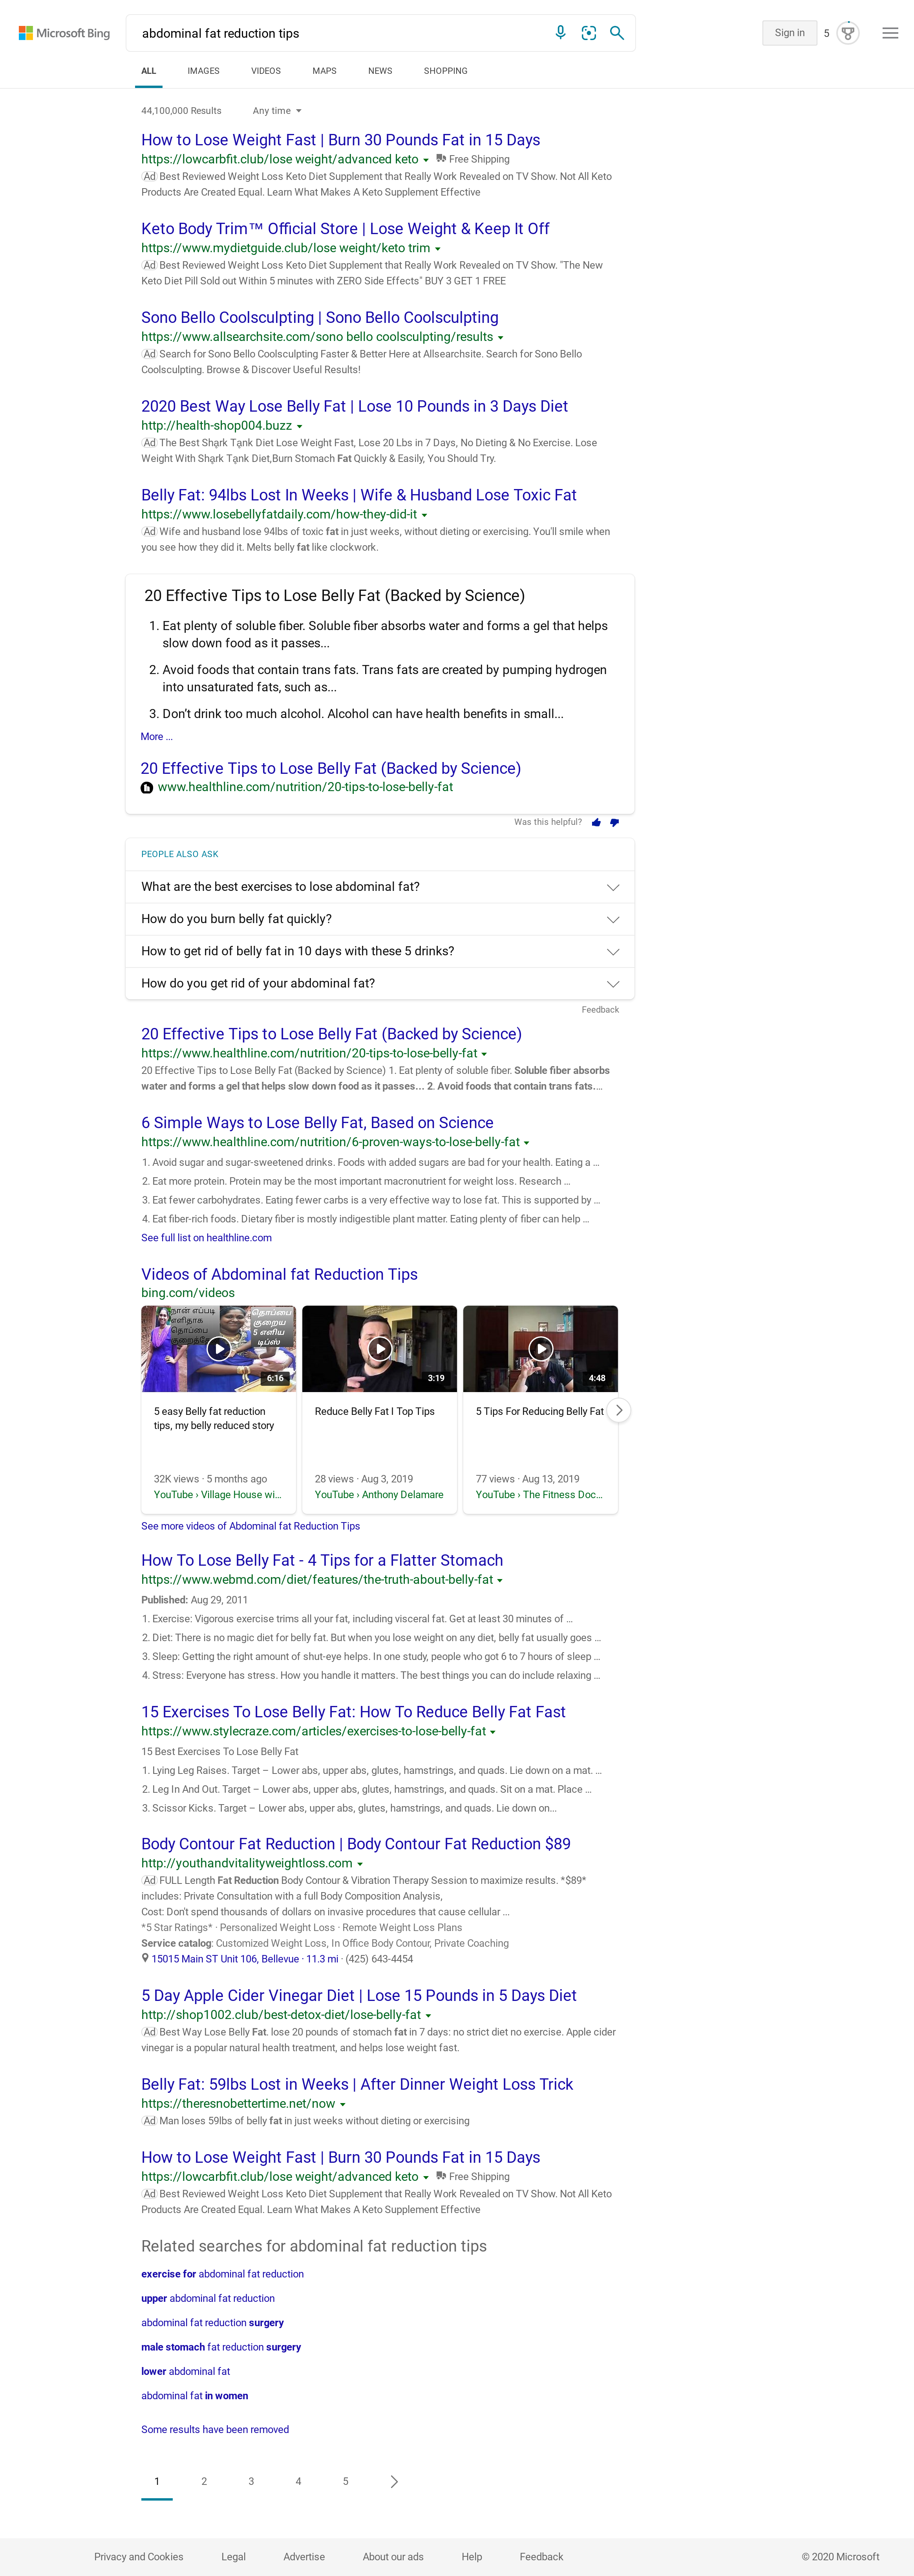 Microsoft Bing
abdominal fat reduction tips
Sign in
5
ALL
IMAGES
VIDEOS
MAPS
NEWS
SHOPPING
44,100,000 Results
Any time
How to Lose Weight Fast | Burn 30 Pounds Fat in 15 Days
https://lowcarbfit.club/lose weight/advanced keto
Free Shipping
Ad Best Reviewed Weight Loss Keto Diet Supplement that Really Work Revealed on TV Show. Not All Keto
Products Are Created Equal. Learn What Makes A Keto Supplement Effective
Keto Body Trim™ Official Store | Lose Weight & Keep It Off
https://www.mydietguide.club/lose weight/keto trim
Ad Best Reviewed Weight Loss Keto Diet Supplement that Really Work Revealed on TV Show. "The New
Keto Diet Pill Sold out Within 5 minutes with ZERO Side Effects" BUY 3 GET 1 FREE
Sono Bello Coolsculpting | Sono Bello Coolsculpting
https://www.allsearchsite.com/sono bello coolsculpting/results
Ad Search for Sono Bello Coolsculpting Faster & Better Here at Allsearchsite. Search for Sono Bello
Coolsculpting. Browse & Discover Useful Results!
2020 Best Way Lose Belly Fat | Lose 10 Pounds in 3 Days Diet
http://health-shop004.buzz
Ad The Best Shạrk Tạnk Diet Lose Weight Fast, Lose 20 Lbs in 7 Days, No Dieting & No Exercise. Lose
Weight With Shạrk Tạnk Diet,Burn Stomach Fat Quickly & Easily, You Should Try.
Belly Fat: 94lbs Lost In Weeks | Wife & Husband Lose Toxic Fat
https://www.losebellyfatdaily.com/how-they-did-it
Ad Wife and husband lose 94lbs of toxic fat in just weeks, without dieting or exercising. You'll smile when
you see how they did it. Melts belly fat like clockwork.
20 Effective Tips to Lose Belly Fat (Backed by Science)
1. Eat plenty of soluble fiber. Soluble fiber absorbs water and forms a gel that helps
slow down food as it passes...
2. Avoid foods that contain trans fats. Trans fats are created by pumping hydrogen
into unsaturated fats, such as...
3. Don't drink too much alcohol. Alcohol can have health benefits in small...
More ...
20 Effective Tips to Lose Belly Fat (Backed by Science)
www.healthline.com/nutrition/20-tips-to-lose-belly-fat
Was this helpful?
PEOPLE ALSO ASK
What are the best exercises to lose abdominal fat?
How do you burn belly fat quickly?
How to get rid of belly fat in 10 days with these 5 drinks?
How do you get rid of your abdominal fat?
Feedback
20 Effective Tips to Lose Belly Fat (Backed by Science)
https://www.healthline.com/nutrition/20-tips-to-lose-belly-fat
20 Effective Tips to Lose Belly Fat (Backed by Science) 1. Eat plenty of soluble fiber. Soluble fiber absorbs
water and forms a gel that helps slow down food as it passes... 2. Avoid foods that contain trans fats....
6 Simple Ways to Lose Belly Fat, Based on Science
https://www.healthline.com/nutrition/6-proven-ways-to-lose-belly-fat
1. Avoid sugar and sugar-sweetened drinks. Foods with added sugars are bad for your health. Eating a ...
2. Eat more protein. Protein may be the most important macronutrient for weight loss. Research ...
3. Eat fewer carbohydrates. Eating fewer carbs is a very effective way to lose fat. This is supported by ...
4. Eat fiber-rich foods. Dietary fiber is mostly indigestible plant matter. Eating plenty of fiber can help ...
See full list on healthline.com
Videos of Abdominal fat Reduction Tips
bing.com/videos
நான் எப்படி
எளிதாக
தொப்பை
தொப்பை
குறைய
5 எளிய
டிப்ஸ்
6:16
3:19
4:48
5 easy Belly fat reduction
tips, my belly reduced story
32K views · 5 months ago
YouTube › Village House wi...
Reduce Belly Fat I Top Tips
28 views · Aug 3, 2019
YouTube › Anthony Delamare
5 Tips For Reducing Belly Fat
77 views · Aug 13, 2019
YouTube › The Fitness Doc...
See more videos of Abdominal fat Reduction Tips
How To Lose Belly Fat - 4 Tips for a Flatter Stomach
https://www.webmd.com/diet/features/the-truth-about-belly-fat
Published: Aug 29, 2011
1. Exercise: Vigorous exercise trims all your fat, including visceral fat. Get at least 30 minutes of ...
2. Diet: There is no magic diet for belly fat. But when you lose weight on any diet, belly fat usually goes ...
3. Sleep: Getting the right amount of shut-eye helps. In one study, people who got 6 to 7 hours of sleep ...
4. Stress: Everyone has stress. How you handle it matters. The best things you can do include relaxing ...
15 Exercises To Lose Belly Fat: How To Reduce Belly Fat Fast
https://www.stylecraze.com/articles/exercises-to-lose-belly-fat
15 Best Exercises To Lose Belly Fat
1. Lying Leg Raises. Target – Lower abs, upper abs, glutes, hamstrings, and quads. Lie down on a mat. ...
2. Leg In And Out. Target – Lower abs, upper abs, glutes, hamstrings, and quads. Sit on a mat. Place ...
3. Scissor Kicks. Target – Lower abs, upper abs, glutes, hamstrings, and quads. Lie down on...
Body Contour Fat Reduction | Body Contour Fat Reduction $89
http://youthandvitalityweightloss.com
Ad FULL Length Fat Reduction Body Contour & Vibration Therapy Session to maximize results. *$89*
includes: Private Consultation with a full Body Composition Analysis,
Cost: Don't spend thousands of dollars on invasive procedures that cause cellular ...
*5 Star Ratings* · Personalized Weight Loss · Remote Weight Loss Plans
Service catalog: Customized Weight Loss, In Office Body Contour, Private Coaching
15015 Main ST Unit 106, Bellevue · 11.3 mi · (425) 643-4454
5 Day Apple Cider Vinegar Diet | Lose 15 Pounds in 5 Days Diet
http://shop1002.club/best-detox-diet/lose-belly-fat
Ad Best Way Lose Belly Fat. lose 20 pounds of stomach fat in 7 days: no strict diet no exercise. Apple cider
vinegar is a popular natural health treatment, and helps lose weight fast.
Belly Fat: 59lbs Lost in Weeks | After Dinner Weight Loss Trick
https://theresnobettertime.net/now
Ad Man loses 59lbs of belly fat in just weeks without dieting or exercising
How to Lose Weight Fast | Burn 30 Pounds Fat in 15 Days
https://lowcarbfit.club/lose weight/advanced keto
Free Shipping
Ad Best Reviewed Weight Loss Keto Diet Supplement that Really Work Revealed on TV Show. Not All Keto
Products Are Created Equal. Learn What Makes A Keto Supplement Effective
Related searches for abdominal fat reduction tips
exercise for abdominal fat reduction
upper abdominal fat reduction
abdominal fat reduction surgery
male stomach fat reduction surgery
lower abdominal fat
abdominal fat in women
Some results have been removed
1 2 3 4 5
Privacy and Cookies
Legal
Advertise
About our ads
Help
Feedback
© 2020 Microsoft